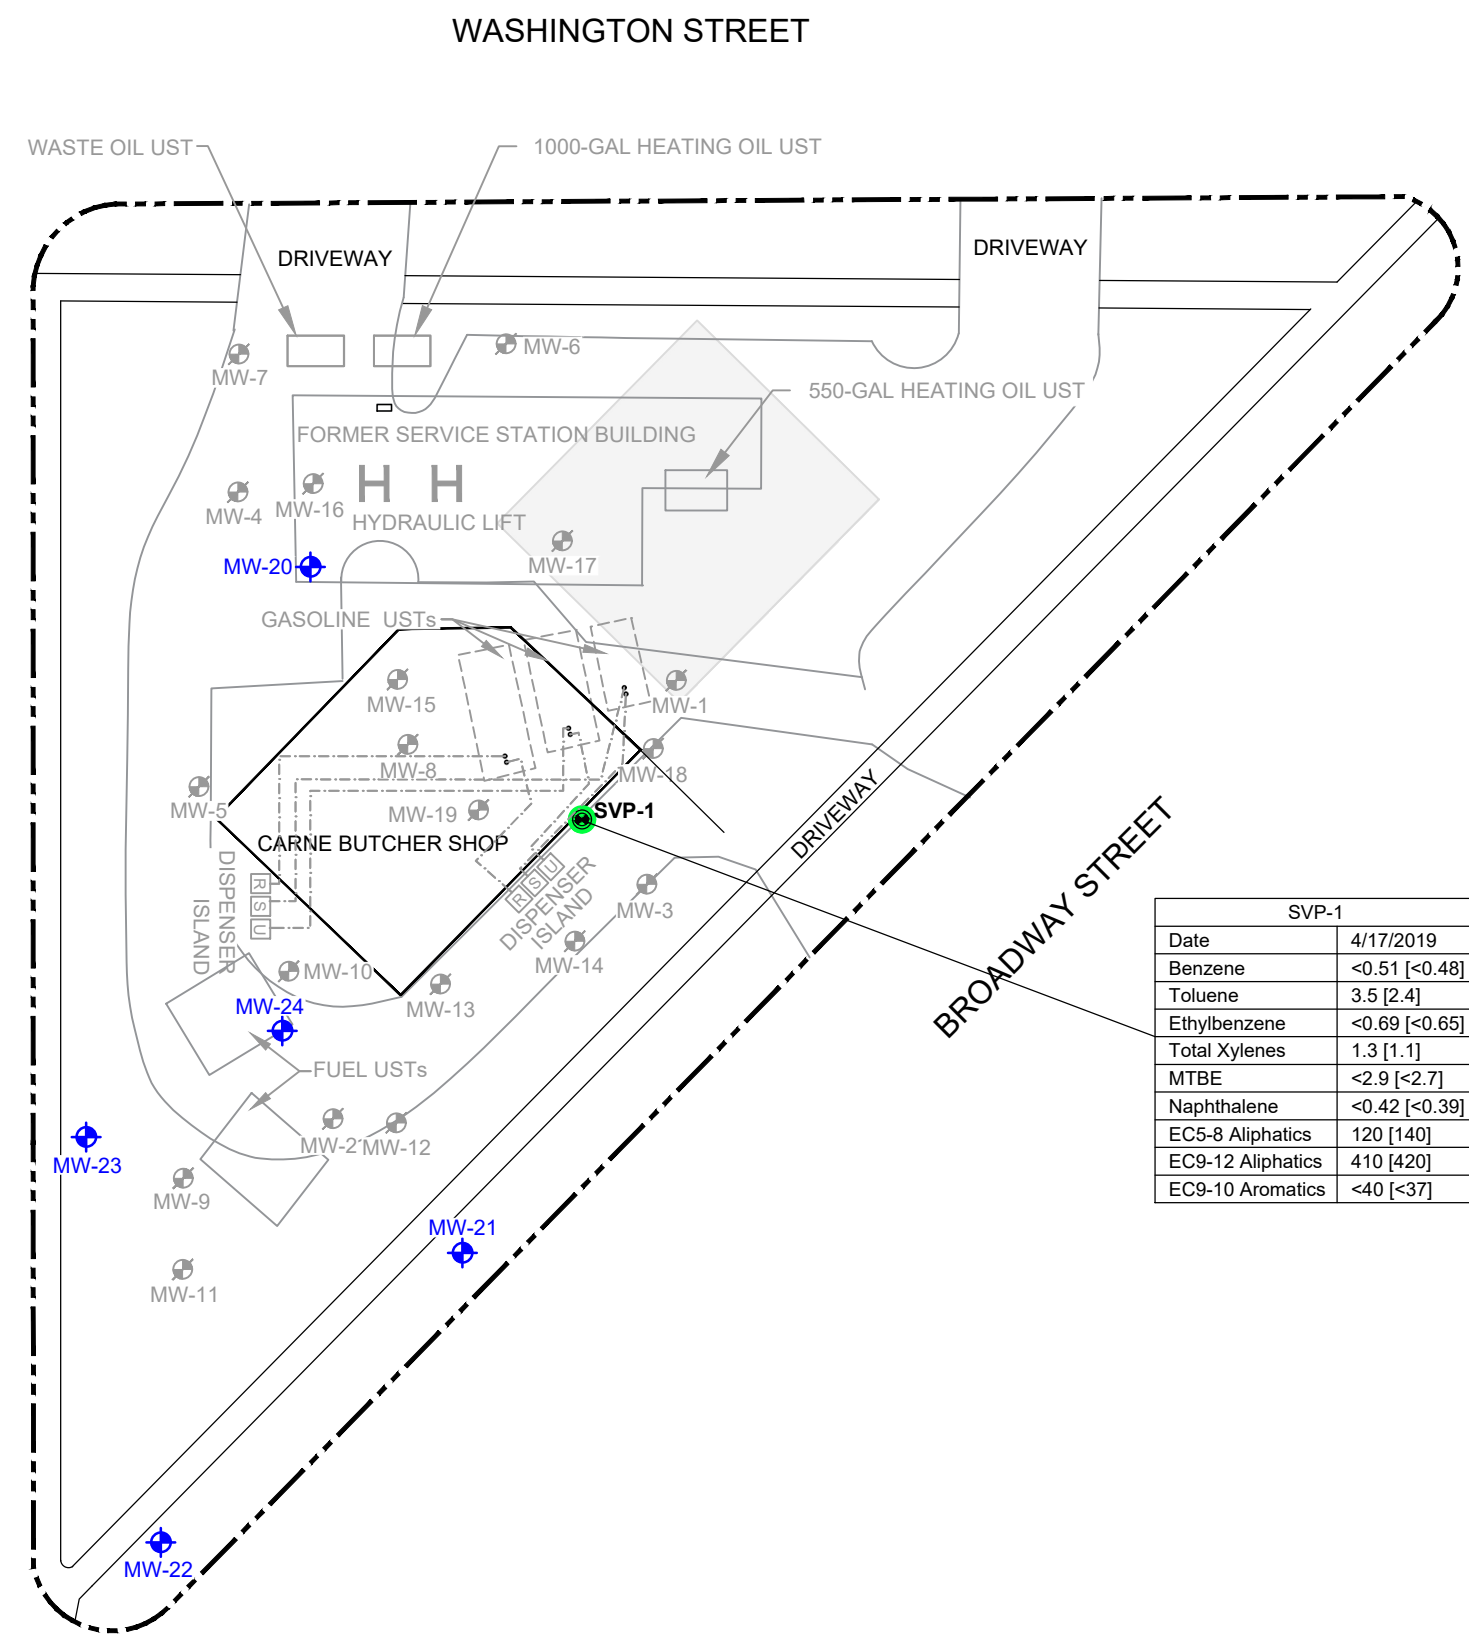 WASHINGTON STREET
WASTE OIL UST
1000-GAL HEATING OIL UST
DRIVEWAY
DRIVEWAY
MW-6
MW-7
550-GAL HEATING OIL UST
FORMER SERVICE STATION BUILDING
H H
MW-4
MW-16
HYDRAULIC LIFT
MW-20
MW-17
GASOLINE USTs
MW-15
MW-1
MW-8
MW-18
MW-5
MW-19
SVP-1
DRIVEWAY
CARNE BUTCHER SHOP
DISPENSER
ISLAND
R
S
U
R
S
U
DISPENSER
ISLAND
MW-3
MW-14
MW-10
MW-13
MW-24
BROADWAY STREET
FUEL USTs
MW-2
MW-12
MW-23
MW-9
MW-21
MW-11
MW-22
SVP-1
Date 4/17/2019
Benzene <0.51 [<0.48]
Toluene 3.5 [2.4]
Ethylbenzene <0.69 [<0.65]
Total Xylenes 1.3 [1.1]
MTBE <2.9 [<2.7]
Naphthalene <0.42 [<0.39]
EC5-8 Aliphatics 120 [140]
EC9-12 Aliphatics 410 [420]
EC9-10 Aromatics <40 [<37]